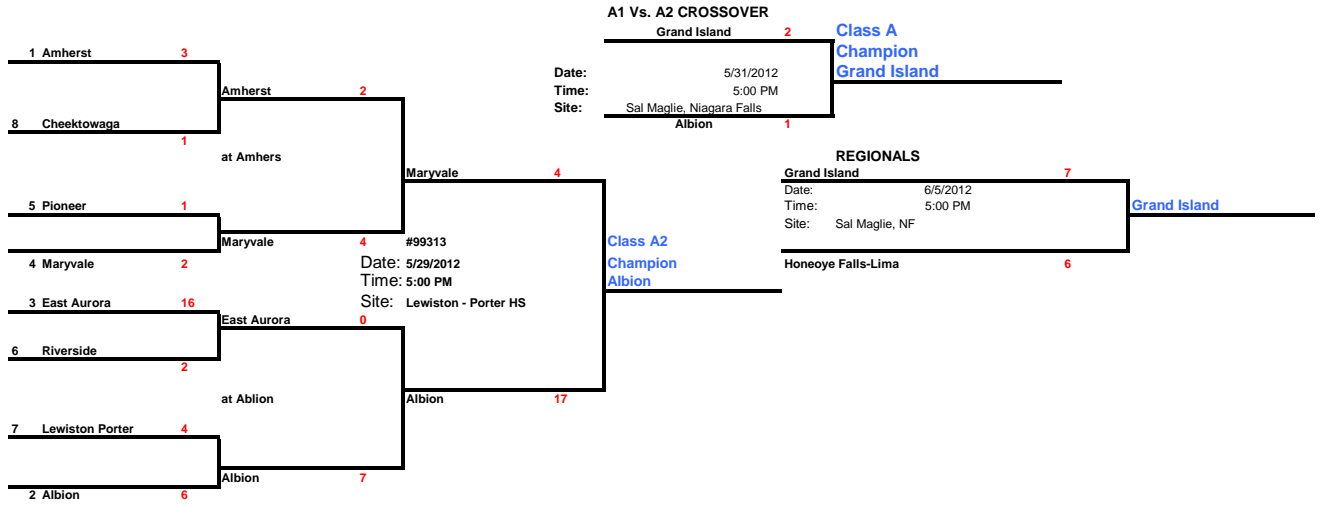 A1 Vs. A2 CROSSOVER
Grand Island 2 Class A
1 Amherst 3 Champion
Date: 5/31/2012 Grand Island
Amherst 2 Time: 5:00 PM
Site: Sal Maglie, Niagara Falls
8 Cheektowaga Albion 1
1
at Amhers REGIONALS
Maryvale 4 Grand Island 7
Date: 6/5/2012
5 Pioneer 1 Time: 5:00 PM Grand Island
Site: Sal Maglie, NF
Maryvale 4 #99313 Class A2
4 Maryvale 2 Date: 5/29/2012 Champion Honeoye Falls-Lima 6
Time: 5:00 PM Albion
3 East Aurora 16 Site: Lewiston - Porter HS
East Aurora 0
6 Riverside
2
at Ablion Albion 17
7 Lewiston Porter 4
Albion 7
2 Albion 6